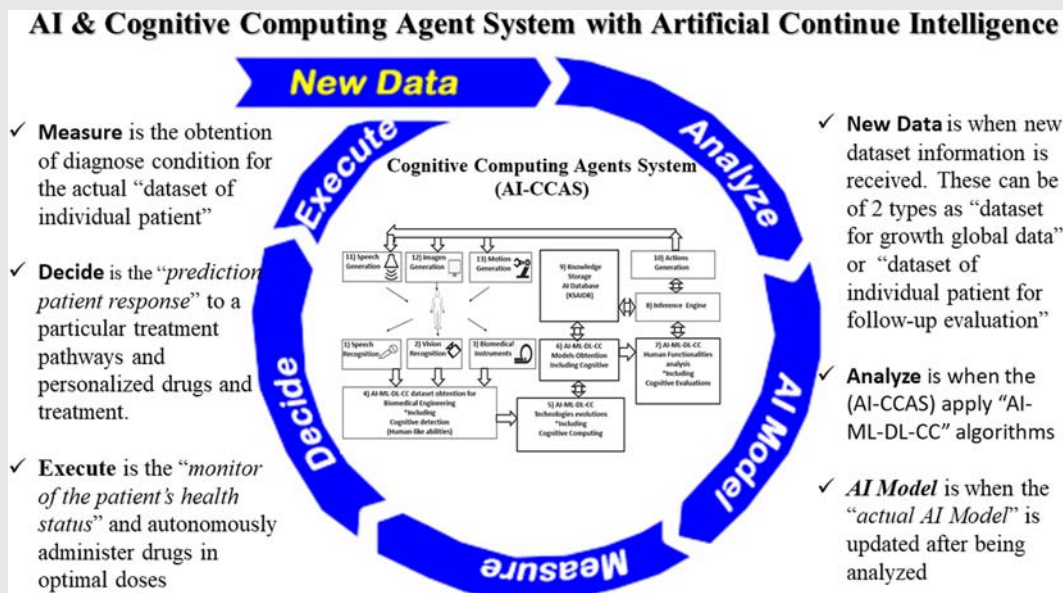 AI & Cognitive Computing Agent System with Artificial Continue Intelligence
New Data
Analyze
AI Model
Measure
Decide
Execute
✓ Measure is the obtention
of diagnose condition for
the actual “dataset of
individual patient”
✓ Decide is the “prediction
patient response” to a
particular treatment
pathways and
personalized drugs and
treatment.
✓ Execute is the “monitor
of the patient’s health
status” and autonomously
administer drugs in
optimal doses
Cognitive Computing Agents System
(AI-CCAS)
11) Speech
Generation
12) Imagen
Generation
13) Motion
Generation
9) Knowledge
Storage
AI Database
(KSAIDB)
10) Actions
Generation
8) Inference Engine
1) Speech
Recognition
2) Vision
Recognition
3) Biomedical
Instruments
6) AI-ML-DL-CC
Models Obtention
Including Cognitive
7) AI-ML-DL-CC
Human Functionalities
analysis
*Including
Cognitive Evaluations
4) AI-ML-DL-CC dataset obtention for
Biomedical Engineering
*Including
Cognitive detection
(Human-like abilities)
5) AI-ML-DL-CC
Technologies evolutions
*Including
Cognitive Computing
✓ New Data is when new
dataset information is
received. These can be
of 2 types as “dataset
for growth global data”
or “dataset of
individual patient for
follow-up evaluation”
✓ Analyze is when the
(AI-CCAS) apply “AI-
ML-DL-CC” algorithms
✓ AI Model is when the
“actual AI Model” is
updated after being
analyzed